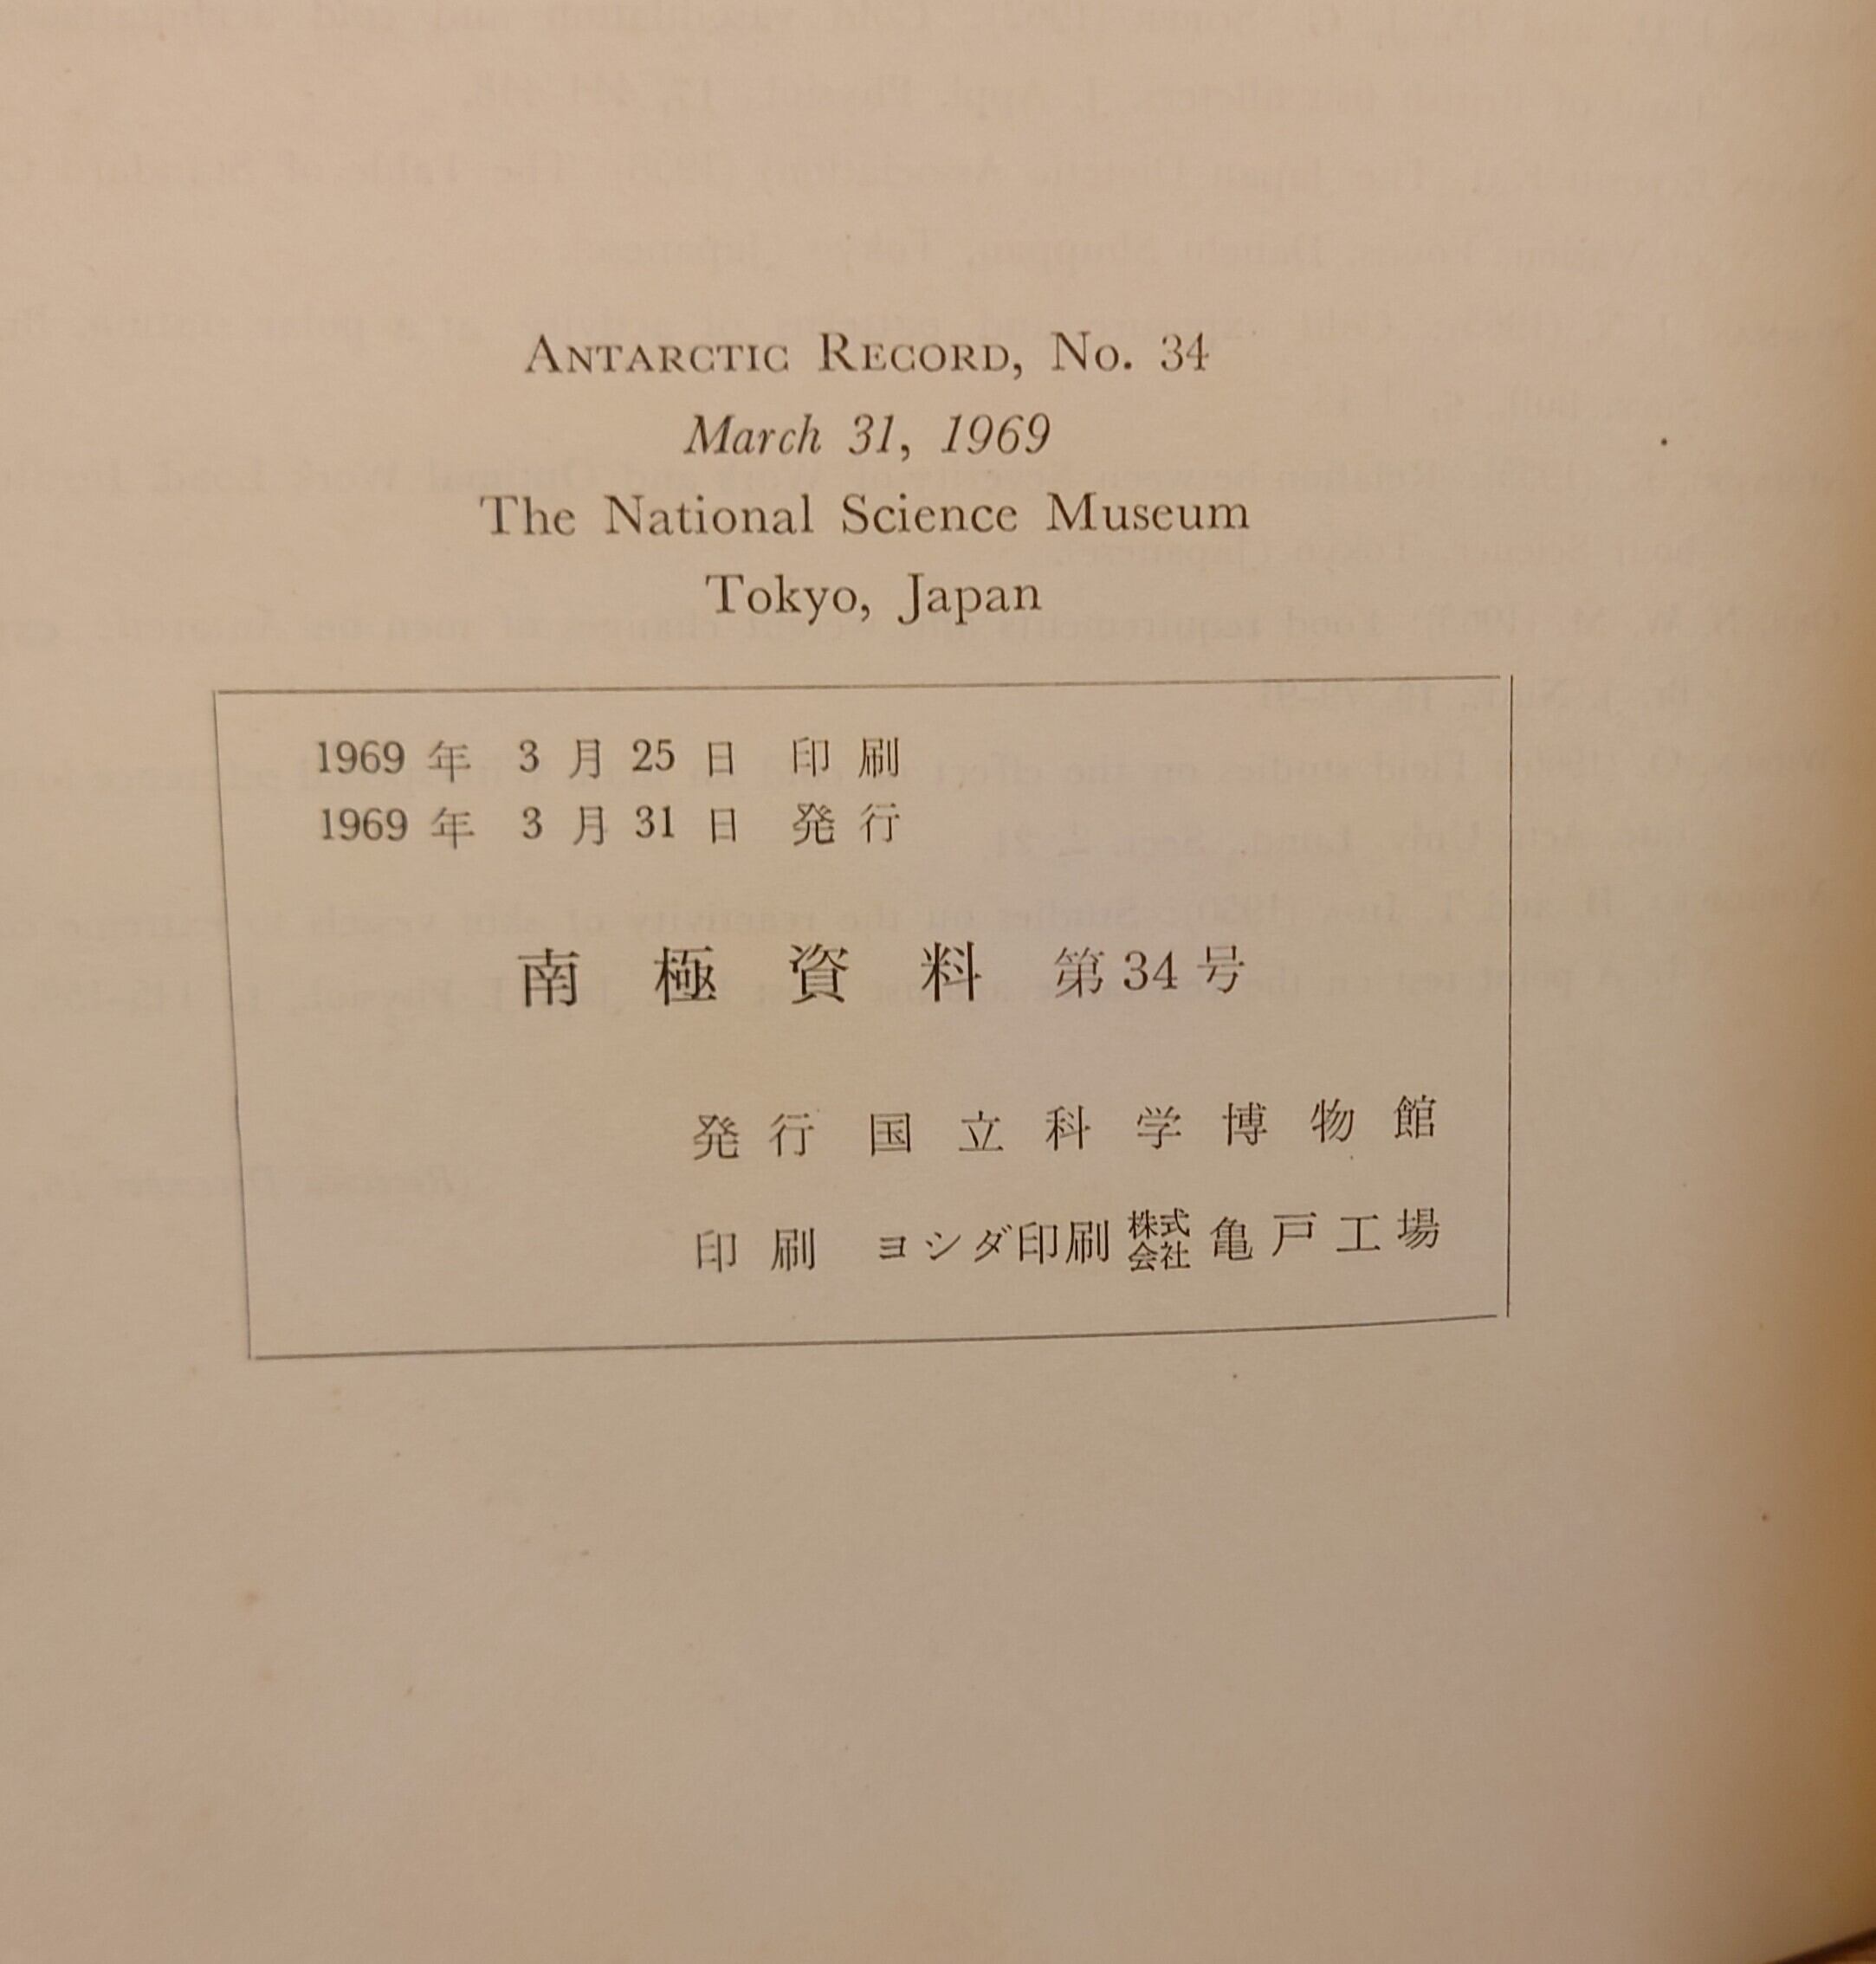 ANTARCTIC RECORD, No. 34
March 31, 1969
The National Science Museum
Tokyo, Japan
1969 年 3 月 25 日 印 刷
1969 年 3 月 31 日 発 行
南 極 資 料 第 34 号
発 行 国 立 科 学 博 物 館
印 刷 ヨシダ印刷 株式会社 亀 戸 工 場